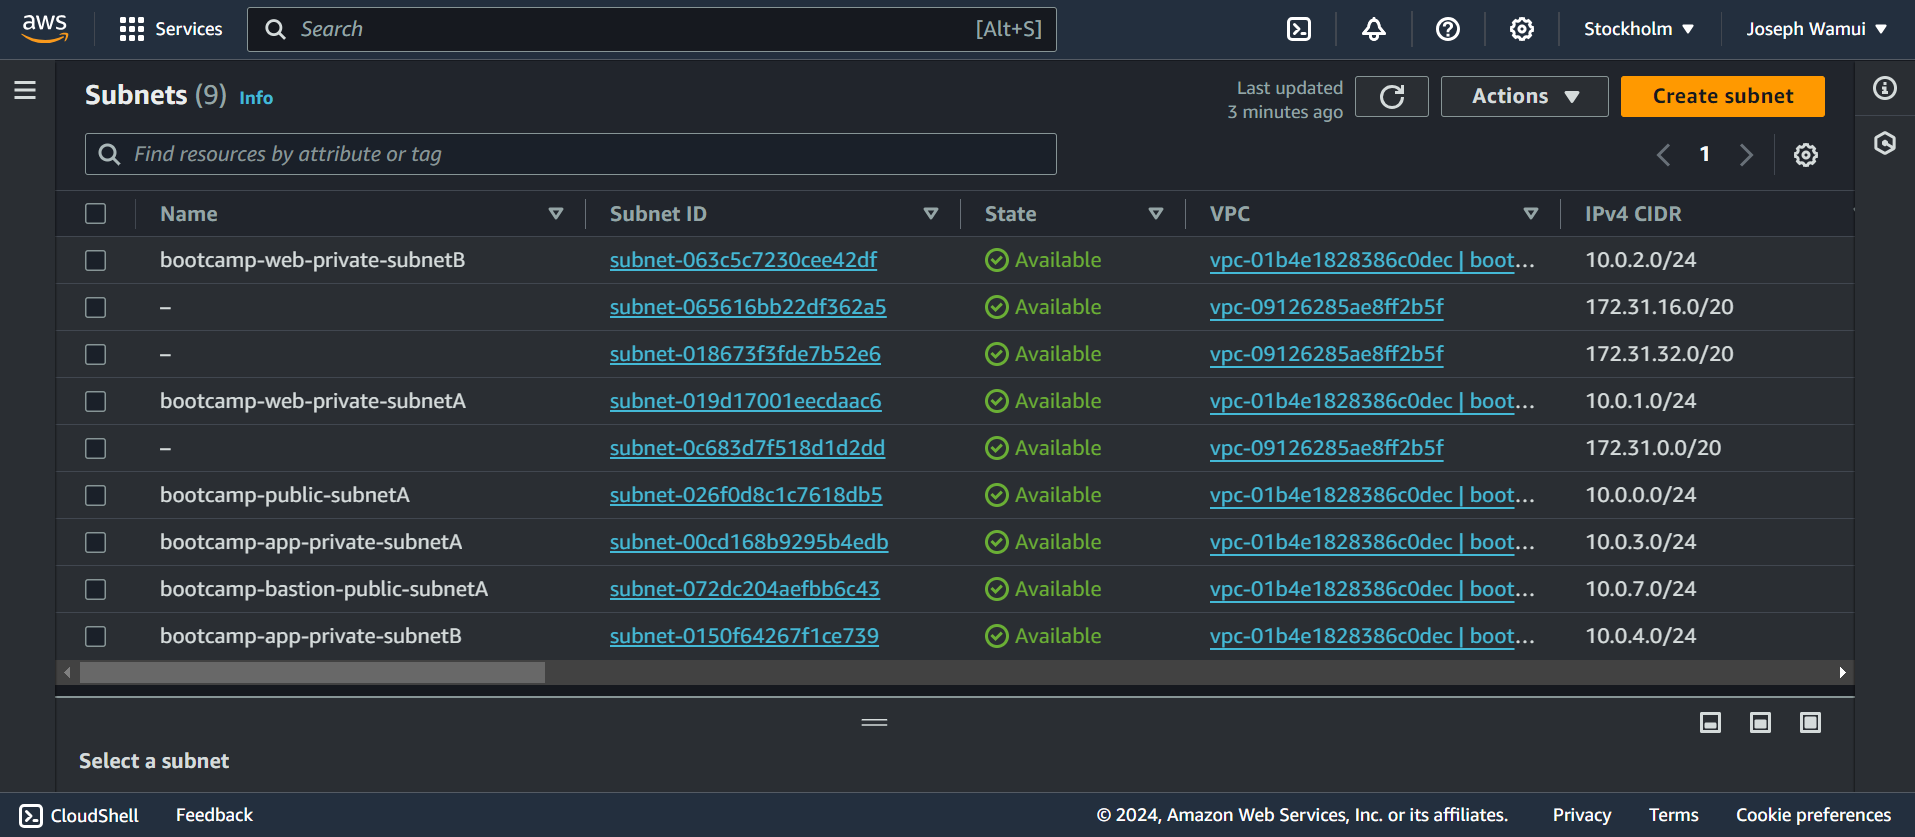 aws Services Search [Alt+S] Stockholm ▼ Joseph Wamui ▼
Subnets (9) Info
Last updated
3 minutes ago
Actions ▼ Create subnet
Find resources by attribute or tag
1
Name Subnet ID State VPC IPv4 CIDR
bootcamp-web-private-subnetB subnet-063c5c7230cee42df Available vpc-01b4e1828386c0dec | boot... 10.0.2.0/24
– subnet-065616bb22df362a5 Available vpc-09126285ae8ff2b5f 172.31.16.0/20
– subnet-018673f3fde7b52e6 Available vpc-09126285ae8ff2b5f 172.31.32.0/20
bootcamp-web-private-subnetA subnet-019d17001eecdaac6 Available vpc-01b4e1828386c0dec | boot... 10.0.1.0/24
– subnet-0c683d7f518d1d2dd Available vpc-09126285ae8ff2b5f 172.31.0.0/20
bootcamp-public-subnetA subnet-026f0d8c1c7618db5 Available vpc-01b4e1828386c0dec | boot... 10.0.0.0/24
bootcamp-app-private-subnetA subnet-00cd168b9295b4edb Available vpc-01b4e1828386c0dec | boot... 10.0.3.0/24
bootcamp-bastion-public-subnetA subnet-072dc204aefbb6c43 Available vpc-01b4e1828386c0dec | boot... 10.0.7.0/24
bootcamp-app-private-subnetB subnet-0150f64267f1ce739 Available vpc-01b4e1828386c0dec | boot... 10.0.4.0/24
Select a subnet
CloudShell Feedback © 2024, Amazon Web Services, Inc. or its affiliates. Privacy Terms Cookie preferences